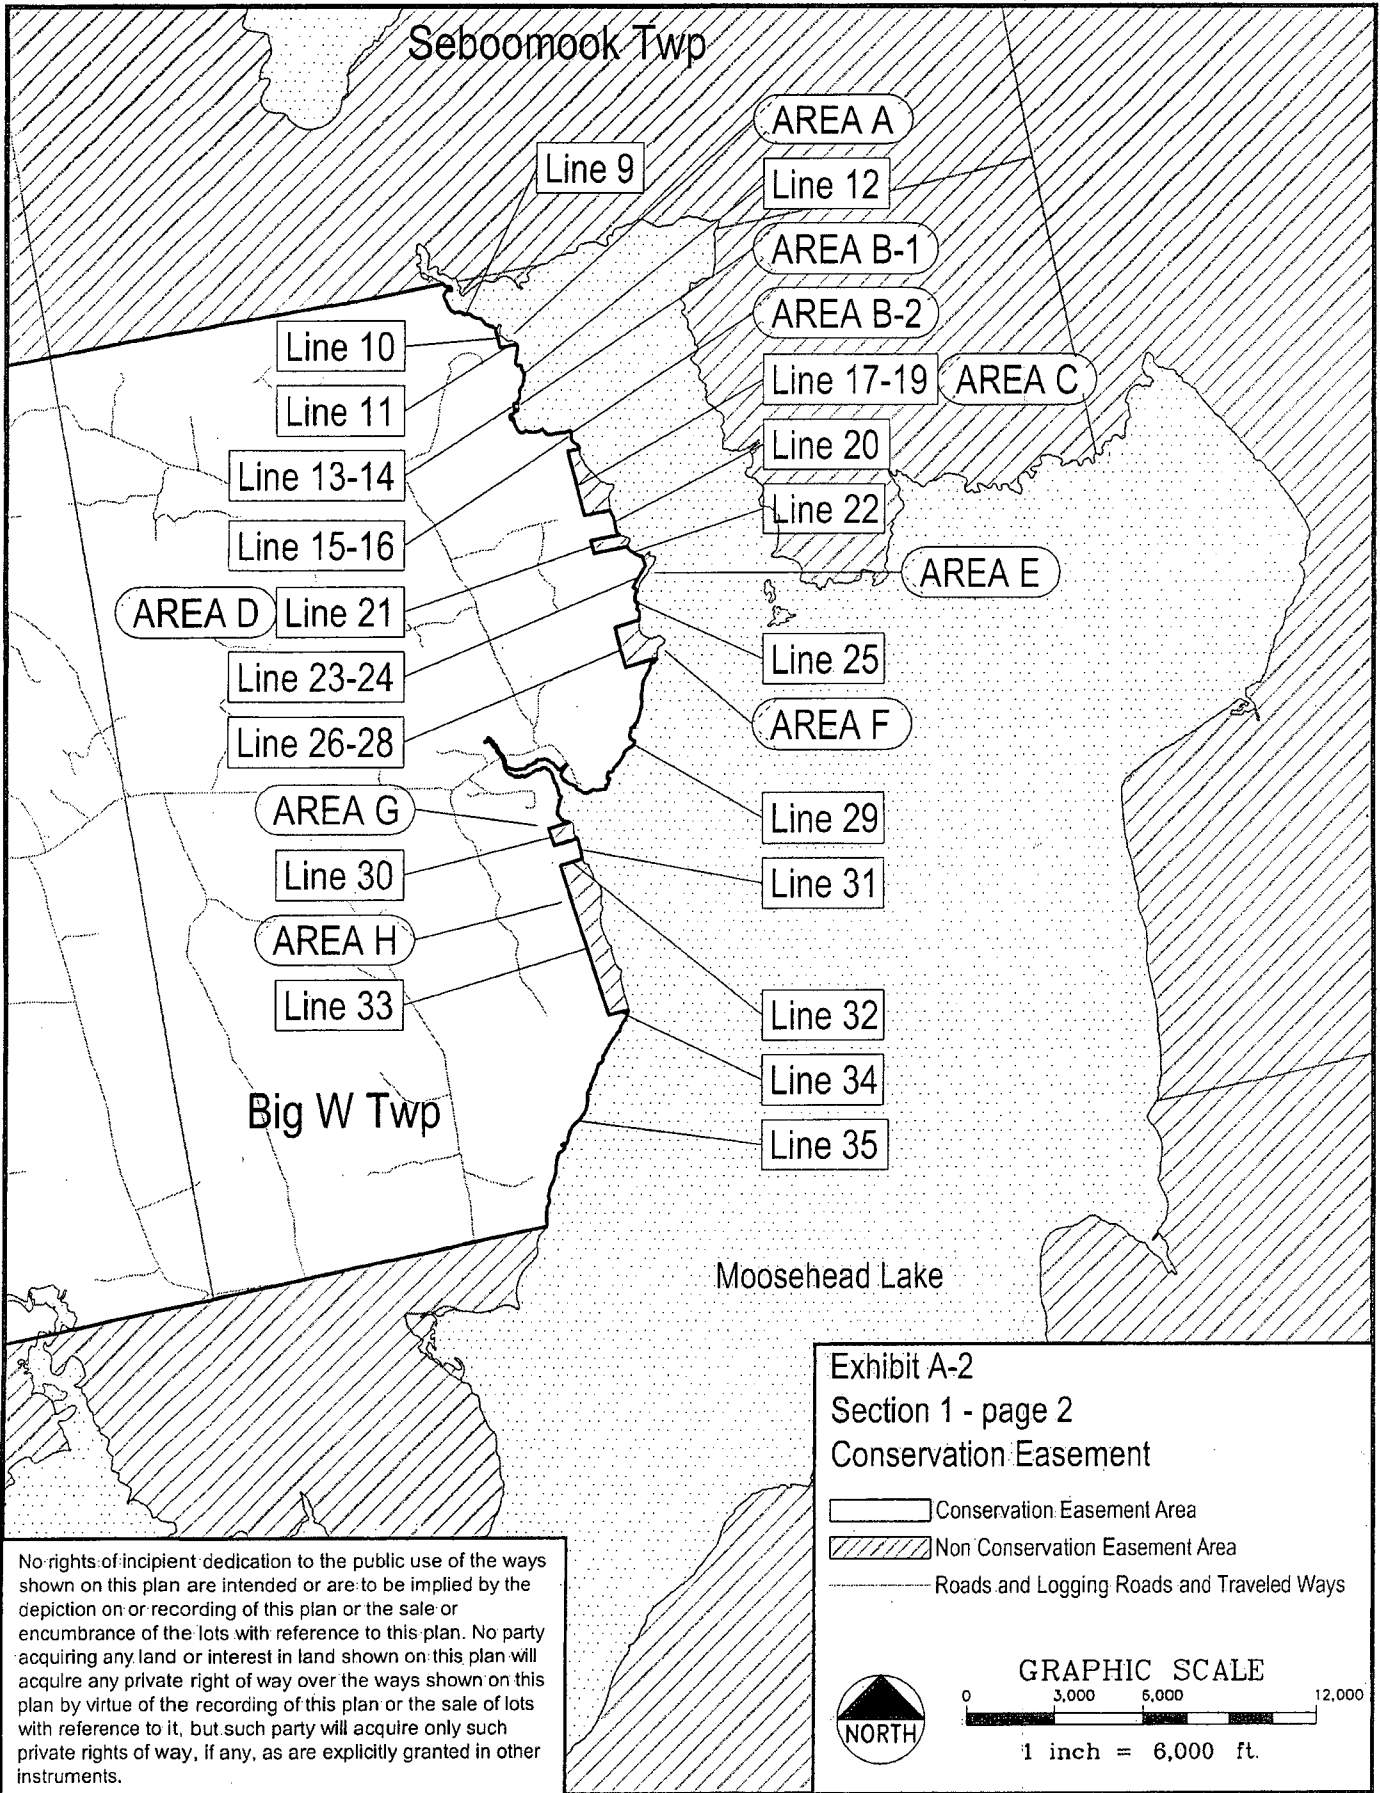 Seboomook Twp
AREA A
Line 9
Line 12
AREA B-1
AREA B-2
Line 10
Line 17-19
AREA C
Line 11
Line 20
Line 13-14
Line 22
Line 15-16
AREA E
AREA D
Line 21
Line 25
Line 23-24
AREA F
Line 26-28
AREA G
Line 29
Line 30
Line 31
AREA H
Line 33
Line 32
Line 34
Big W Twp
Line 35
Moosehead Lake
Exhibit A-2
Section 1 - page 2
Conservation Easement
Conservation Easement Area
Non Conservation Easement Area
Roads and Logging Roads and Traveled Ways
No rights of incipient dedication to the public use of the ways
shown on this plan are intended or are to be implied by the
depiction on or recording of this plan or the sale or
encumbrance of the lots with reference to this plan. No party
acquiring any land or interest in land shown on this plan will
acquire any private right of way over the ways shown on this
plan by virtue of the recording of this plan or the sale of lots
with reference to it, but such party will acquire only such
private rights of way, if any, as are explicitly granted in other
instruments.
NORTH
GRAPHIC SCALE
0 3,000 6,000 12,000
1 inch = 6,000 ft.